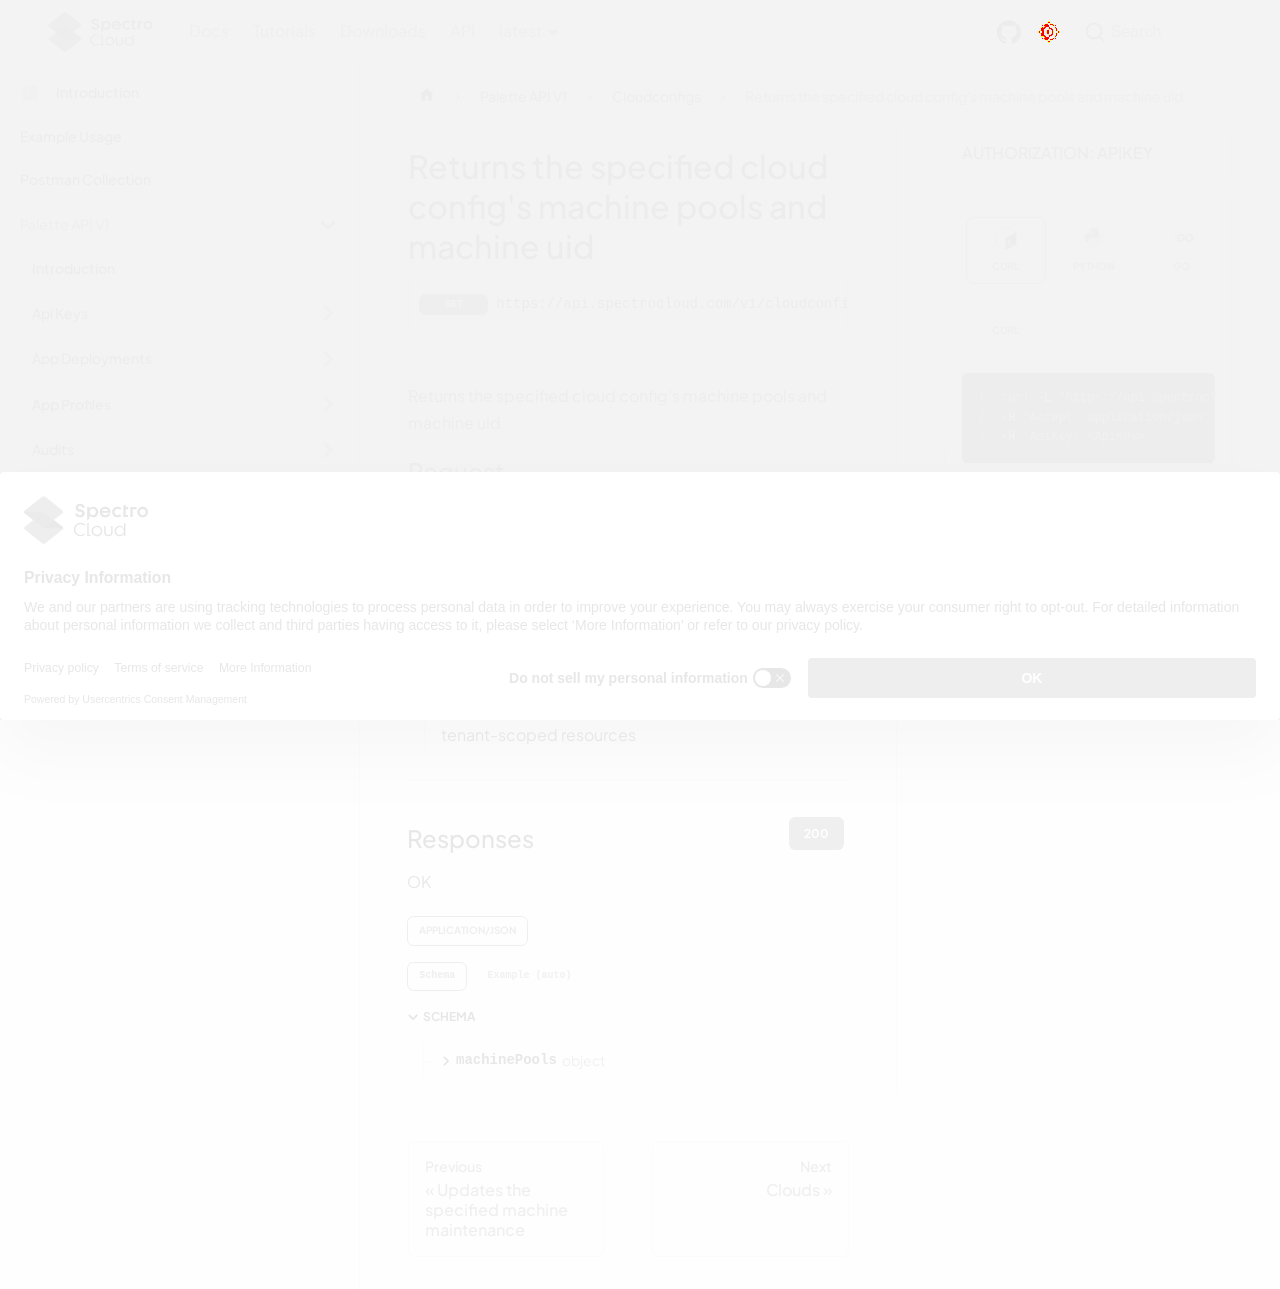 Spectro Cloud
Docs Tutorials Downloads API latest
Search
Introduction
Palette API V1
Cloudconfigs
Returns the specified cloud config's machine pools and machine uid
Example Usage
Postman Collection
Palette API V1
Introduction
Api Keys
App Deployments
App Profiles
Audits
Returns the specified cloud
config's machine pools and
machine uid
GET https://api.spectrocloud.com/v1/cloudconfi
Returns the specified cloud config's machine pools and
machine uid
Request
AUTHORIZATION: APIKEY
CURL PYTHON GO
CURL
Spectro
Cloud
Privacy Information
We and our partners are using tracking technologies to process personal data in order to improve your experience. You may always exercise your consumer right to opt-out. For detailed information
about personal information we collect and third parties having access to it, please select 'More Information' or refer to our privacy policy.
Privacy policy Terms of service More Information
Do not sell my personal information
OK
Powered by Usercentrics Consent Management
tenant-scoped resources
Responses
200
OK
APPLICATION/JSON
Schema Example (auto)
SCHEMA
machinePools object
Previous
« Updates the
specified machine
maintenance
Next
Clouds »